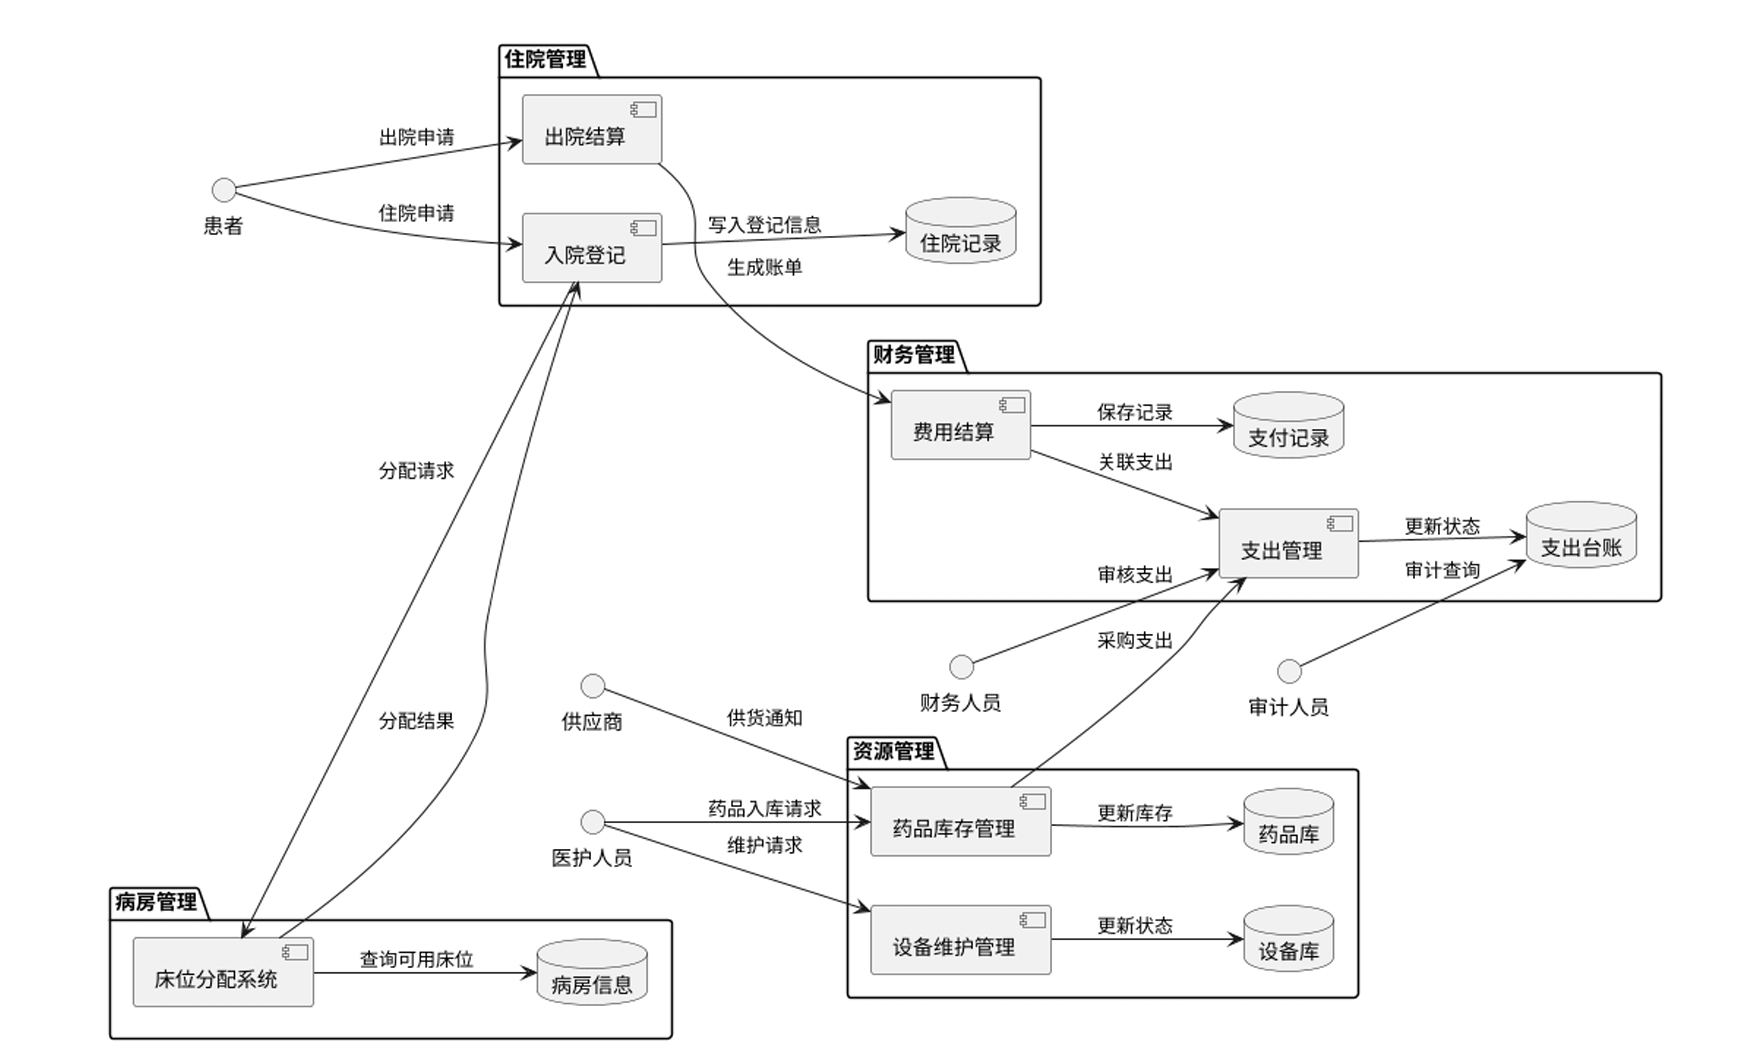 住院管理
出院结算
出院申请
患者
住院申请
入院登记
写入登记信息
住院记录
生成账单
财务管理
费用结算
保存记录
支付记录
关联支出
支出管理
更新状态
支出台账
审核支出
审计查询
采购支出
财务人员
审计人员
分配请求
分配结果
供应商
供货通知
资源管理
医护人员
药品入库请求
维护请求
药品库存管理
更新库存
药品库
设备维护管理
更新状态
设备库
病房管理
床位分配系统
查询可用床位
病房信息